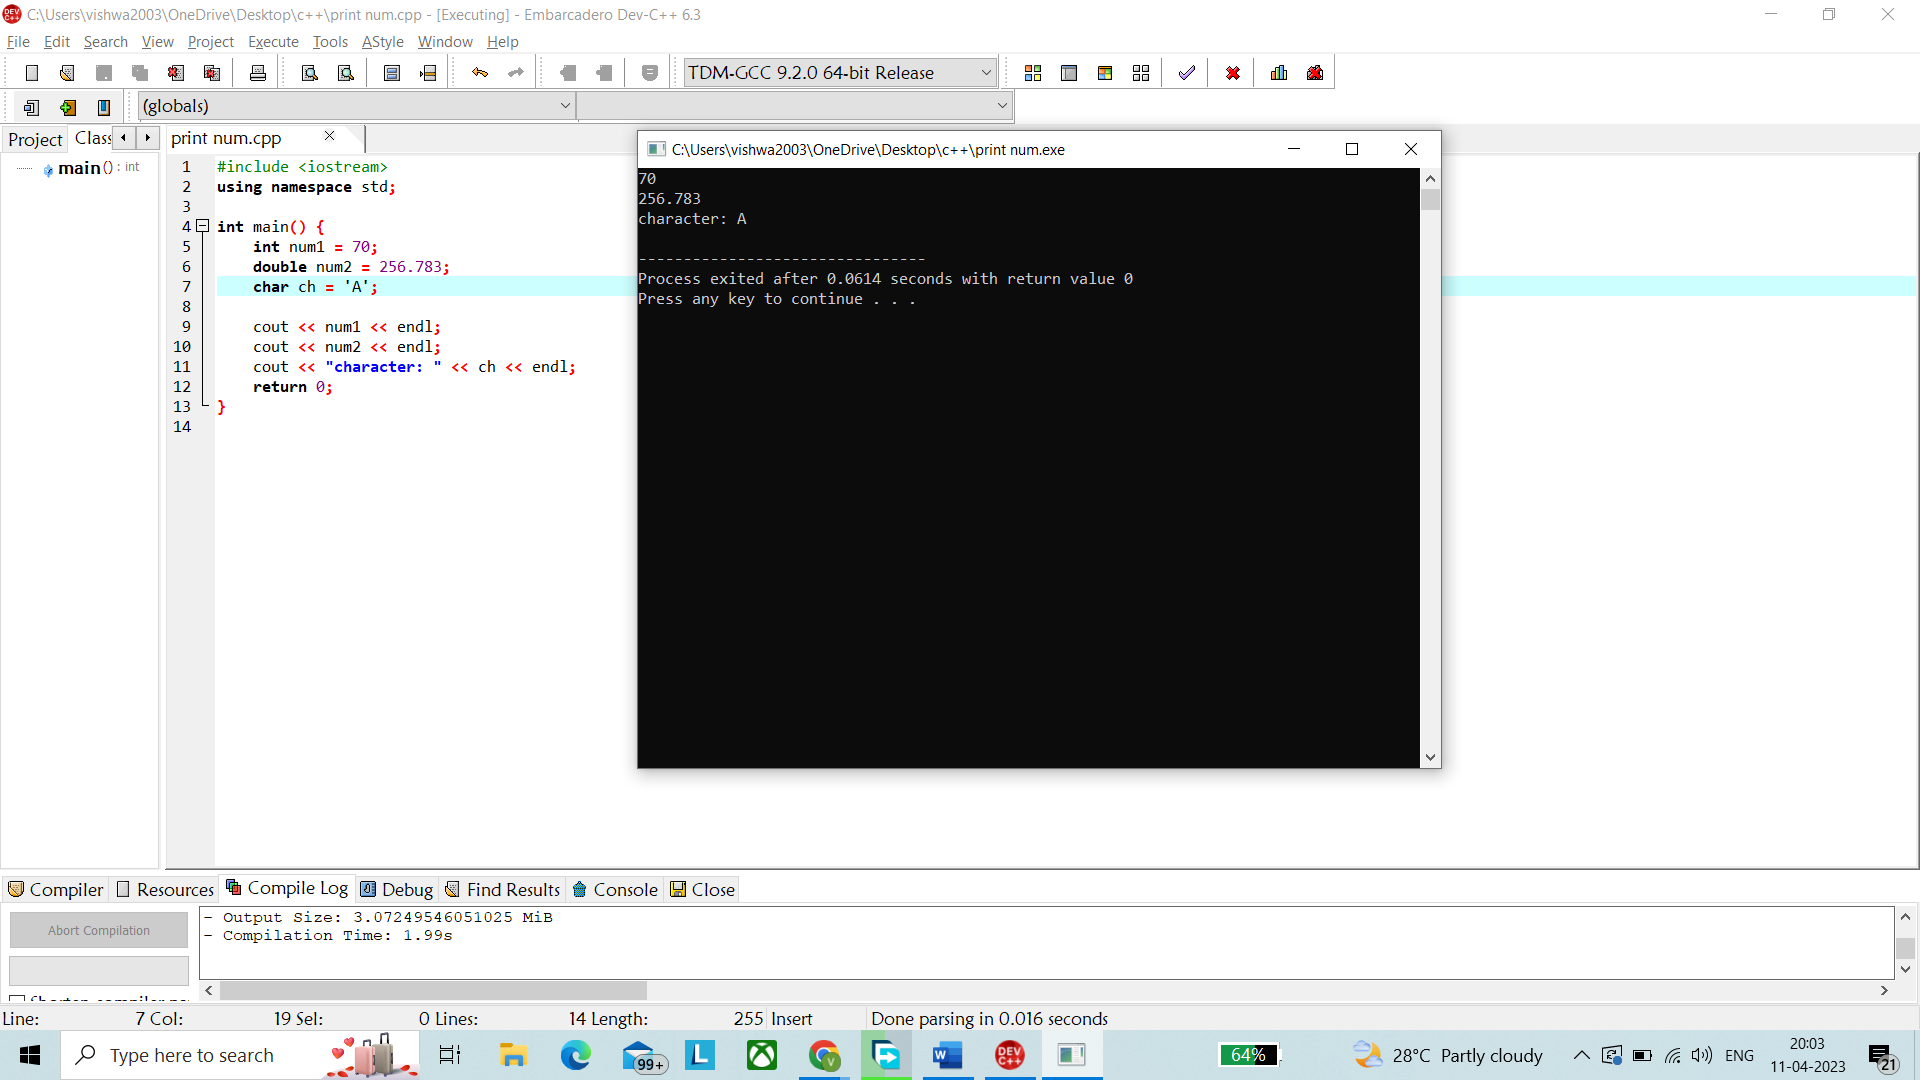 C:\Users\vishwa2003\OneDrive\Desktop\c++\print num.cpp - [Executing] - Embarcadero Dev-C++ 6.3
File Edit Search View Project Execute Tools AStyle Window Help
TDM-GCC 9.2.0 64-bit Release
(globals)
Project Class print num.cpp
main() : int
1 #include <iostream>
2 using namespace std;
3
4 int main() {
5 int num1 = 70;
6 double num2 = 256.783;
7 char ch = 'A';
8
9 cout << num1 << endl;
10 cout << num2 << endl;
11 cout << "character: " << ch << endl;
12 return 0;
13 }
14
C:\Users\vishwa2003\OneDrive\Desktop\c++\print num.exe
70
256.783
character: A
--------------------------------
Process exited after 0.0614 seconds with return value 0
Press any key to continue . . .
Compiler Resources Compile Log Debug Find Results Console Close
Abort Compilation
- Output Size: 3.07249546051025 MiB
- Compilation Time: 1.99s
Line: 7 Col: 19 Sel: 0 Lines: 14 Length: 255 Insert Done parsing in 0.016 seconds
Type here to search
99+
64%
28°C Partly cloudy
ENG
20:03
11-04-2023
21